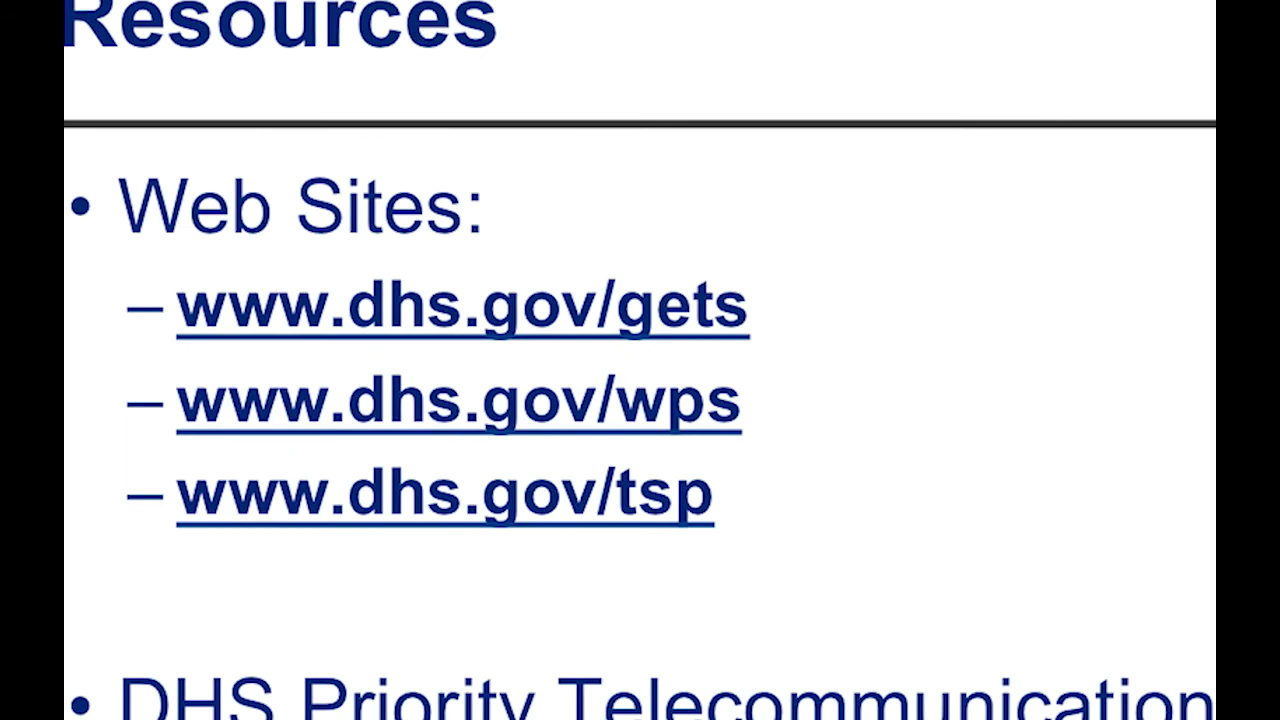 Resources
• Web Sites:
– www.dhs.gov/gets
– www.dhs.gov/wps
– www.dhs.gov/tsp
• DHS Priority Telecommunication